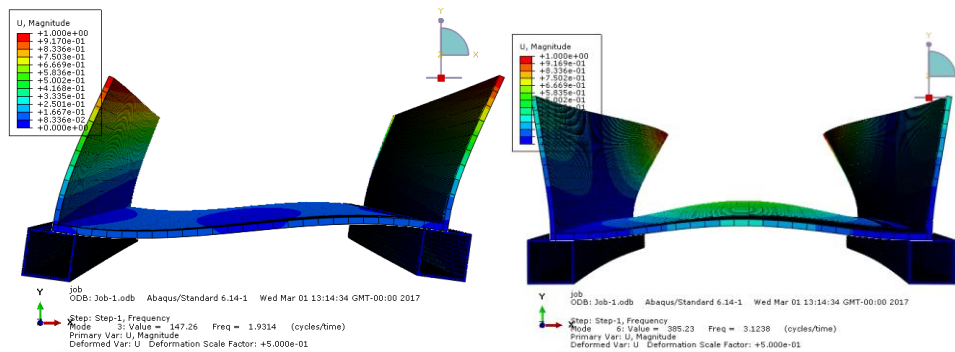 U, Magnitude
+1.000e+00
+9.170e-01
+8.336e-01
+7.503e-01
+6.669e-01
+5.836e-01
+5.002e-01
+4.168e-01
+3.335e-01
+2.501e-01
+1.667e-01
+8.336e-02
+0.000e+00
Y
X
Z
Y
X
job
ODB: Job-1.odb Abaqus/Standard 6.14-1 Wed Mar 01 13:14:34 GMT-00:00 2017
Step: Step-1, Frequency
Mode 3: Value = 147.26 Freq = 1.9314 (cycles/time)
Primary Var: U, Magnitude
Deformed Var: U Deformation Scale Factor: +5.000e-01
U, Magnitude
+1.000e+00
+9.169e-01
+8.336e-01
+7.502e-01
+6.669e-01
+5.835e-01
Y
Y
X
job
ODB: Job-1.odb Abaqus/Standard 6.14-1 Wed Mar 01 13:14:34 GMT-00:00 2017
Step: Step-1, Frequency
Mode 6: Value = 385.23 Freq = 3.1238 (cycles/time)
Primary Var: U, Magnitude
Deformed Var: U Deformation Scale Factor: +5.000e-01